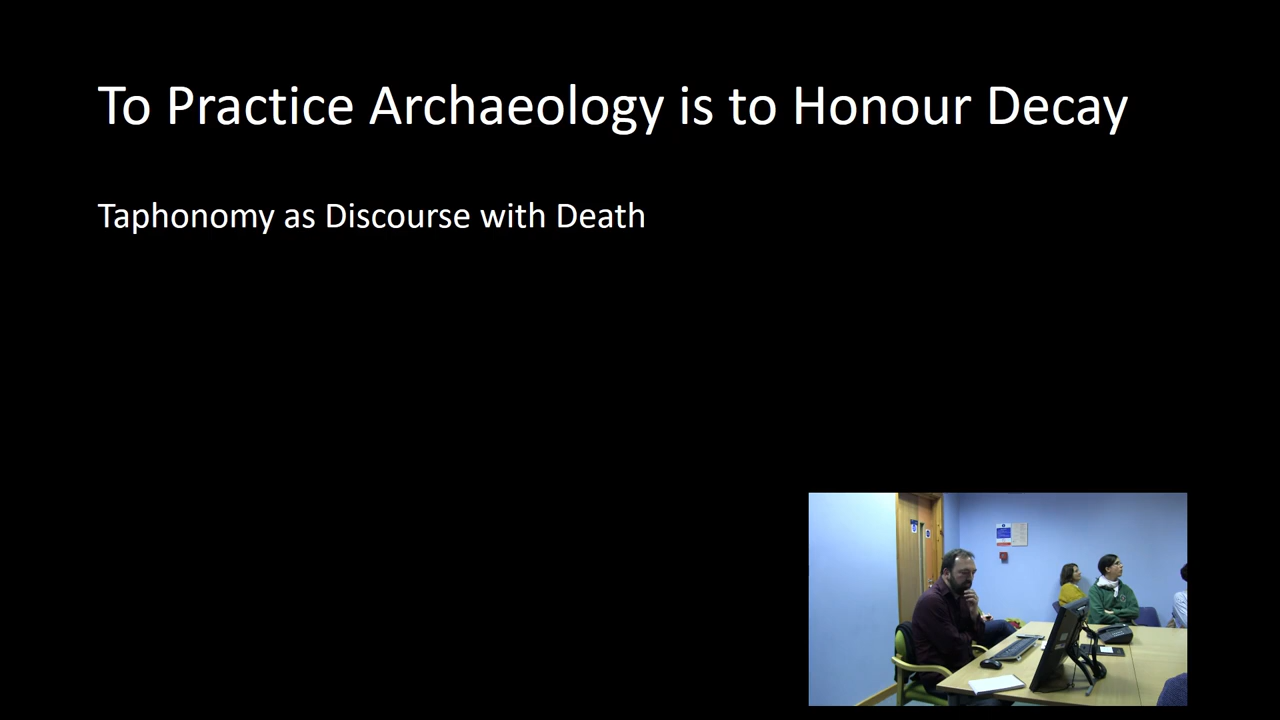 To Practice Archaeology is to Honour Decay
Taphonomy as Discourse with Death